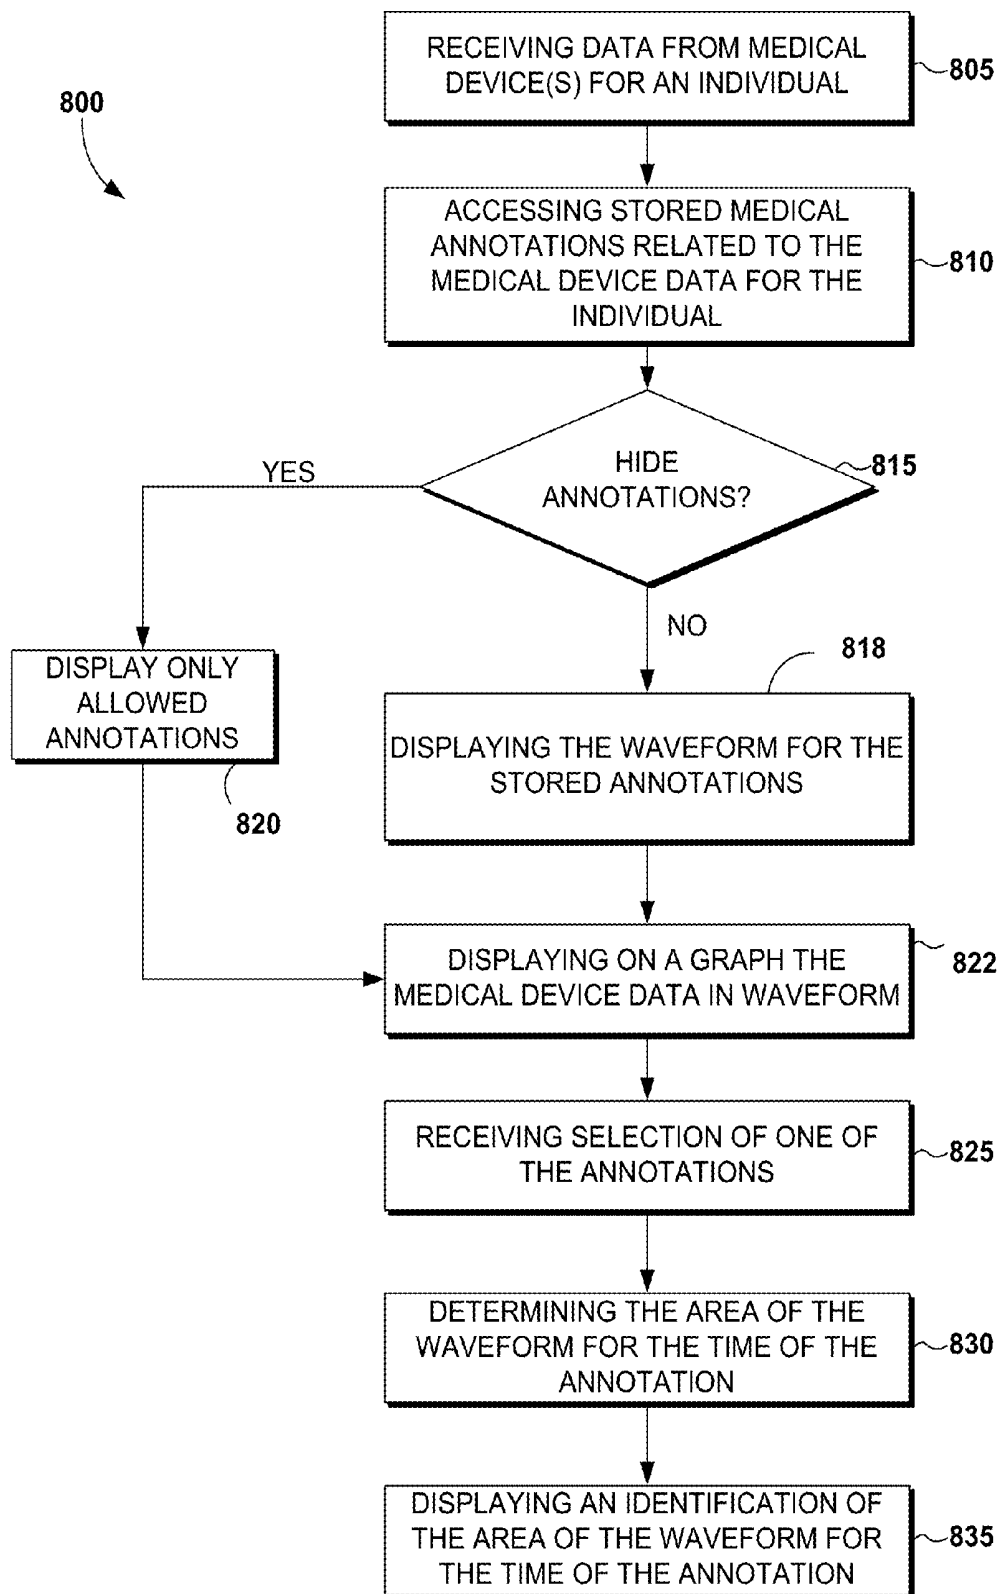 RECEIVING DATA FROM MEDICAL
DEVICE(S) FOR AN INDIVIDUAL
805
800
ACCESSING STORED MEDICAL
ANNOTATIONS RELATED TO THE
MEDICAL DEVICE DATA FOR THE
INDIVIDUAL
810
HIDE
ANNOTATIONS?
815
YES
NO
DISPLAY ONLY
ALLOWED
ANNOTATIONS
820
818
DISPLAYING THE WAVEFORM FOR THE
STORED ANNOTATIONS
DISPLAYING ON A GRAPH THE
MEDICAL DEVICE DATA IN WAVEFORM
822
RECEIVING SELECTION OF ONE OF
THE ANNOTATIONS
825
DETERMINING THE AREA OF THE
WAVEFORM FOR THE TIME OF THE
ANNOTATION
830
DISPLAYING AN IDENTIFICATION OF
THE AREA OF THE WAVEFORM FOR
THE TIME OF THE ANNOTATION
835